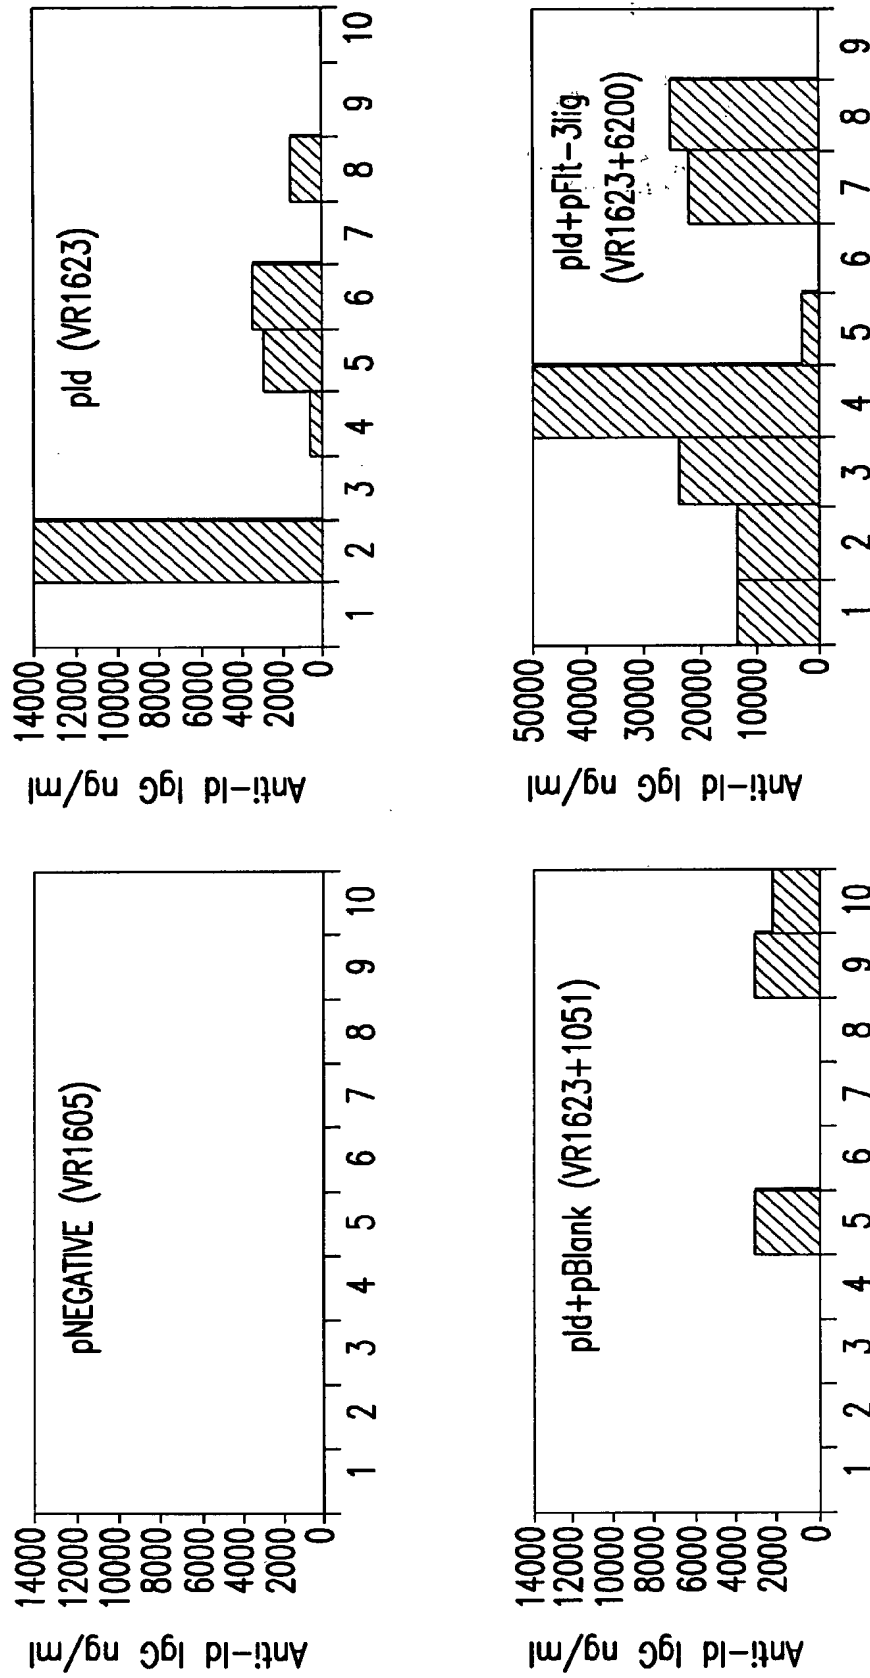 pNEGATIVE (VR1605)
Anti-Id IgG ng/ml
14000
12000
10000
8000
6000
4000
2000
0
1 2 3 4 5 6 7 8 9 10
pId (VR1623)
Anti-Id IgG ng/ml
14000
12000
10000
8000
6000
4000
2000
0
1 2 3 4 5 6 7 8 9 10
pId+pBlank (VR1623+1051)
Anti-Id IgG ng/ml
14000
12000
10000
8000
6000
4000
2000
0
1 2 3 4 5 6 7 8 9 10
pId+pFlt-3lig
(VR1623+6200)
Anti-Id IgG ng/ml
50000
40000
30000
20000
10000
0
1 2 3 4 5 6 7 8 9